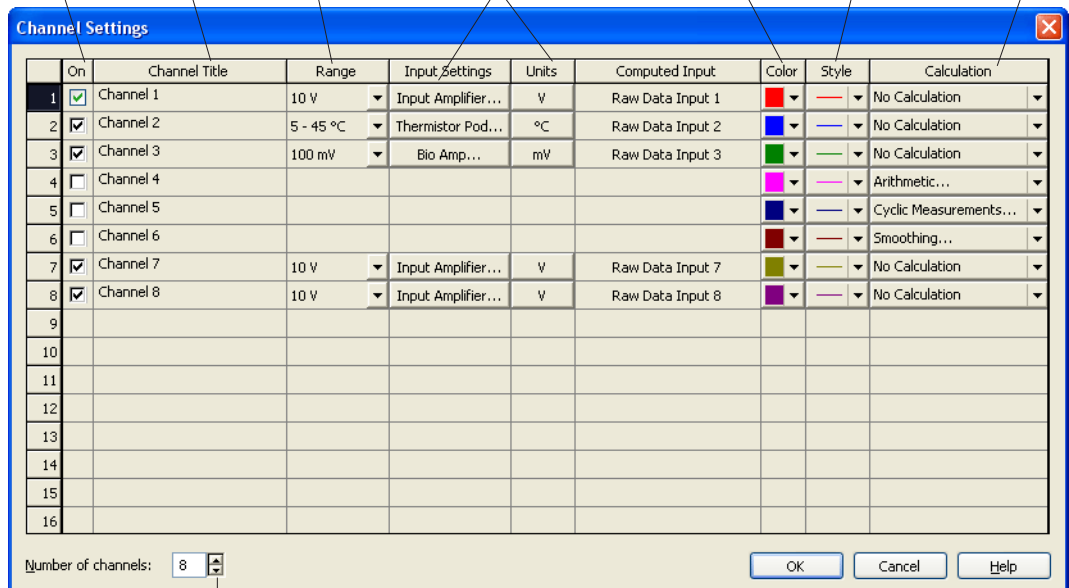 Channel Settings
On Channel Title Range Input Settings Units Computed Input Color Style Calculation
1 Channel 1 10 V Input Amplifier... V Raw Data Input 1 No Calculation
2 Channel 2 5 - 45 °C Thermistor Pod... °C Raw Data Input 2 No Calculation
3 Channel 3 100 mV Bio Amp... mV Raw Data Input 3 No Calculation
4 Channel 4 Arithmetic...
5 Channel 5 Cyclic Measurements...
6 Channel 6 Smoothing...
7 Channel 7 10 V Input Amplifier... V Raw Data Input 7 No Calculation
8 Channel 8 10 V Input Amplifier... V Raw Data Input 8 No Calculation
9
10
11
12
13
14
15
16
Number of channels: 8 OK Cancel Help